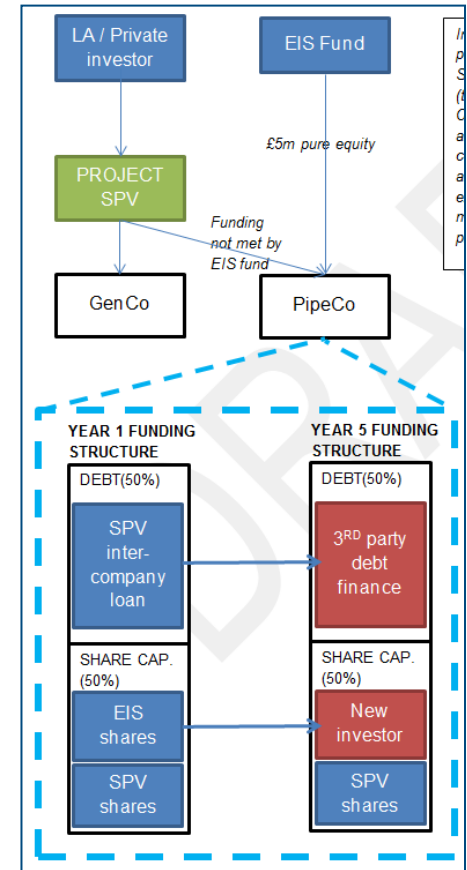 LA / Private
investor
EIS Fund
£5m pure equity
PROJECT
SPV
Funding
not met by
EIS fund
GenCo
PipeCo
YEAR 1 FUNDING
STRUCTURE
DEBT(50%)
SPV
inter-
company
loan
SHARE CAP.
(50%)
EIS
shares
SPV
shares
YEAR 5 FUNDING
STRUCTURE
DEBT(50%)
3RD party
debt
finance
SHARE CAP.
(50%)
New
investor
SPV
shares
DRA